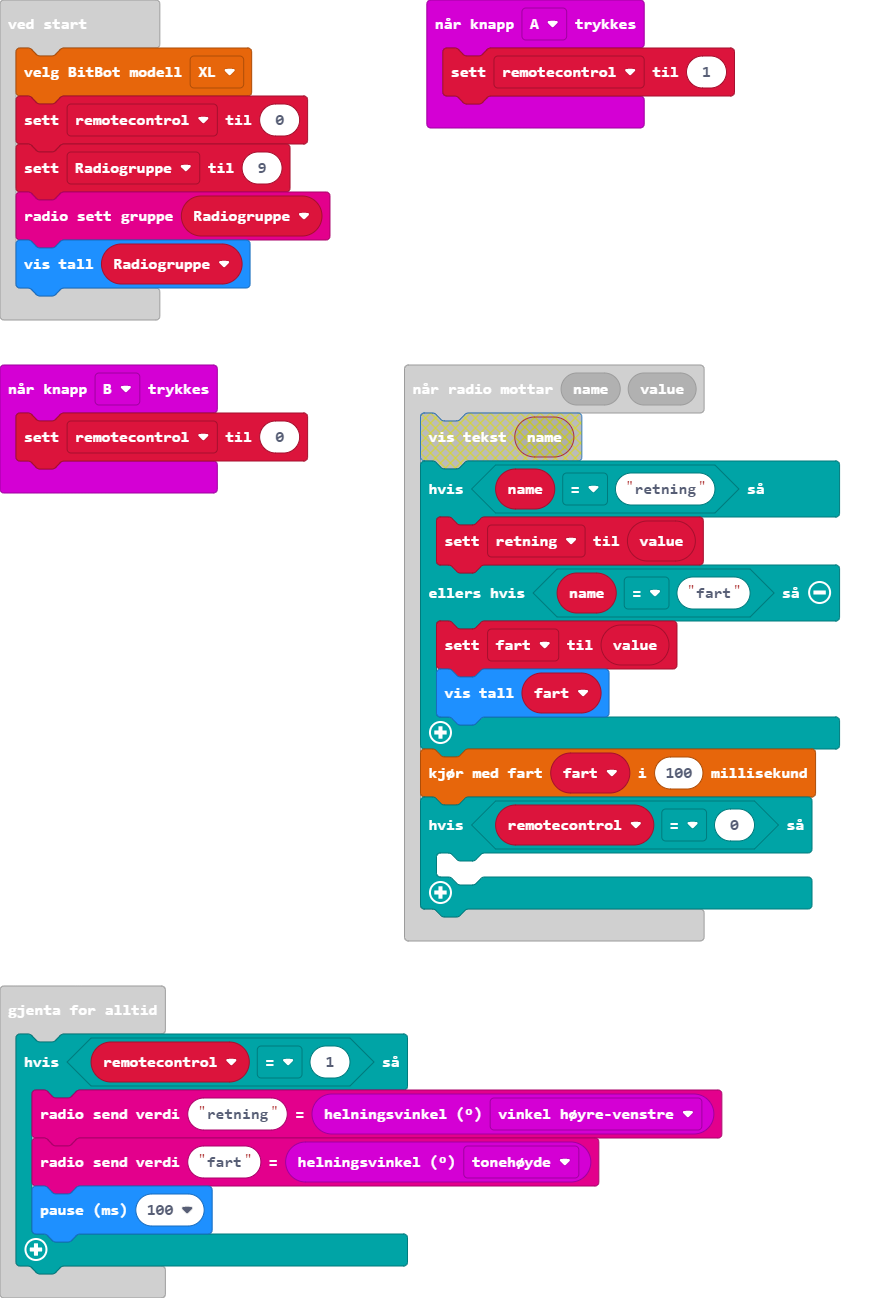 ved start
velg BitBot modell XL
sett remotecontrol til 0
sett Radiogruppe til 9
radio sett gruppe Radiogruppe
vis tall Radiogruppe
når knapp A trykkes
sett remotecontrol til 1
når knapp B trykkes
sett remotecontrol til 0
når radio mottar name value
vis tekst name
hvis name = "retning" så
sett retning til value
ellers hvis name = "fart" så
sett fart til value
vis tall fart
kjør med fart fart i 100 millisekund
hvis remotecontrol = 0 så
gjenta for alltid
hvis remotecontrol = 1 så
radio send verdi "retning" = helningsvinkel (º) vinkel høyre-venstre
radio send verdi "fart" = helningsvinkel (º) tonehøyde
pause (ms) 100